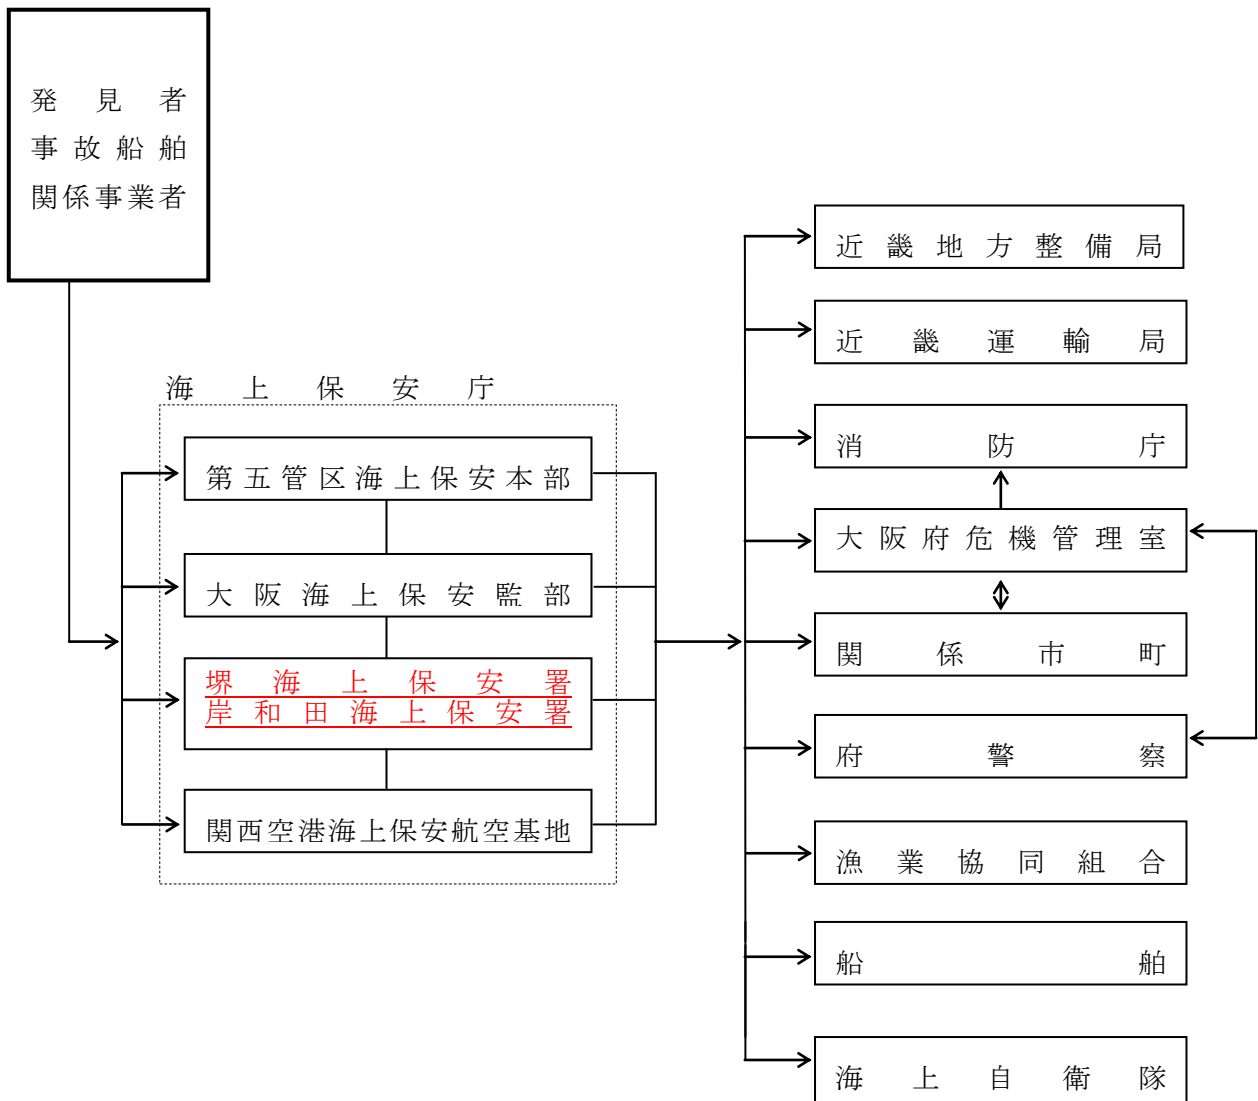 発見者
事故船舶
関係事業者
海上保安庁
第五管区海上保安本部
大阪海上保安監部
堺海上保安署
岸和田海上保安署
関西空港海上保安航空基地
近畿地方整備局
近畿運輸局
消防庁
大阪府危機管理室
関係市町
府警察
漁業協同組合
船舶
海上自衛隊